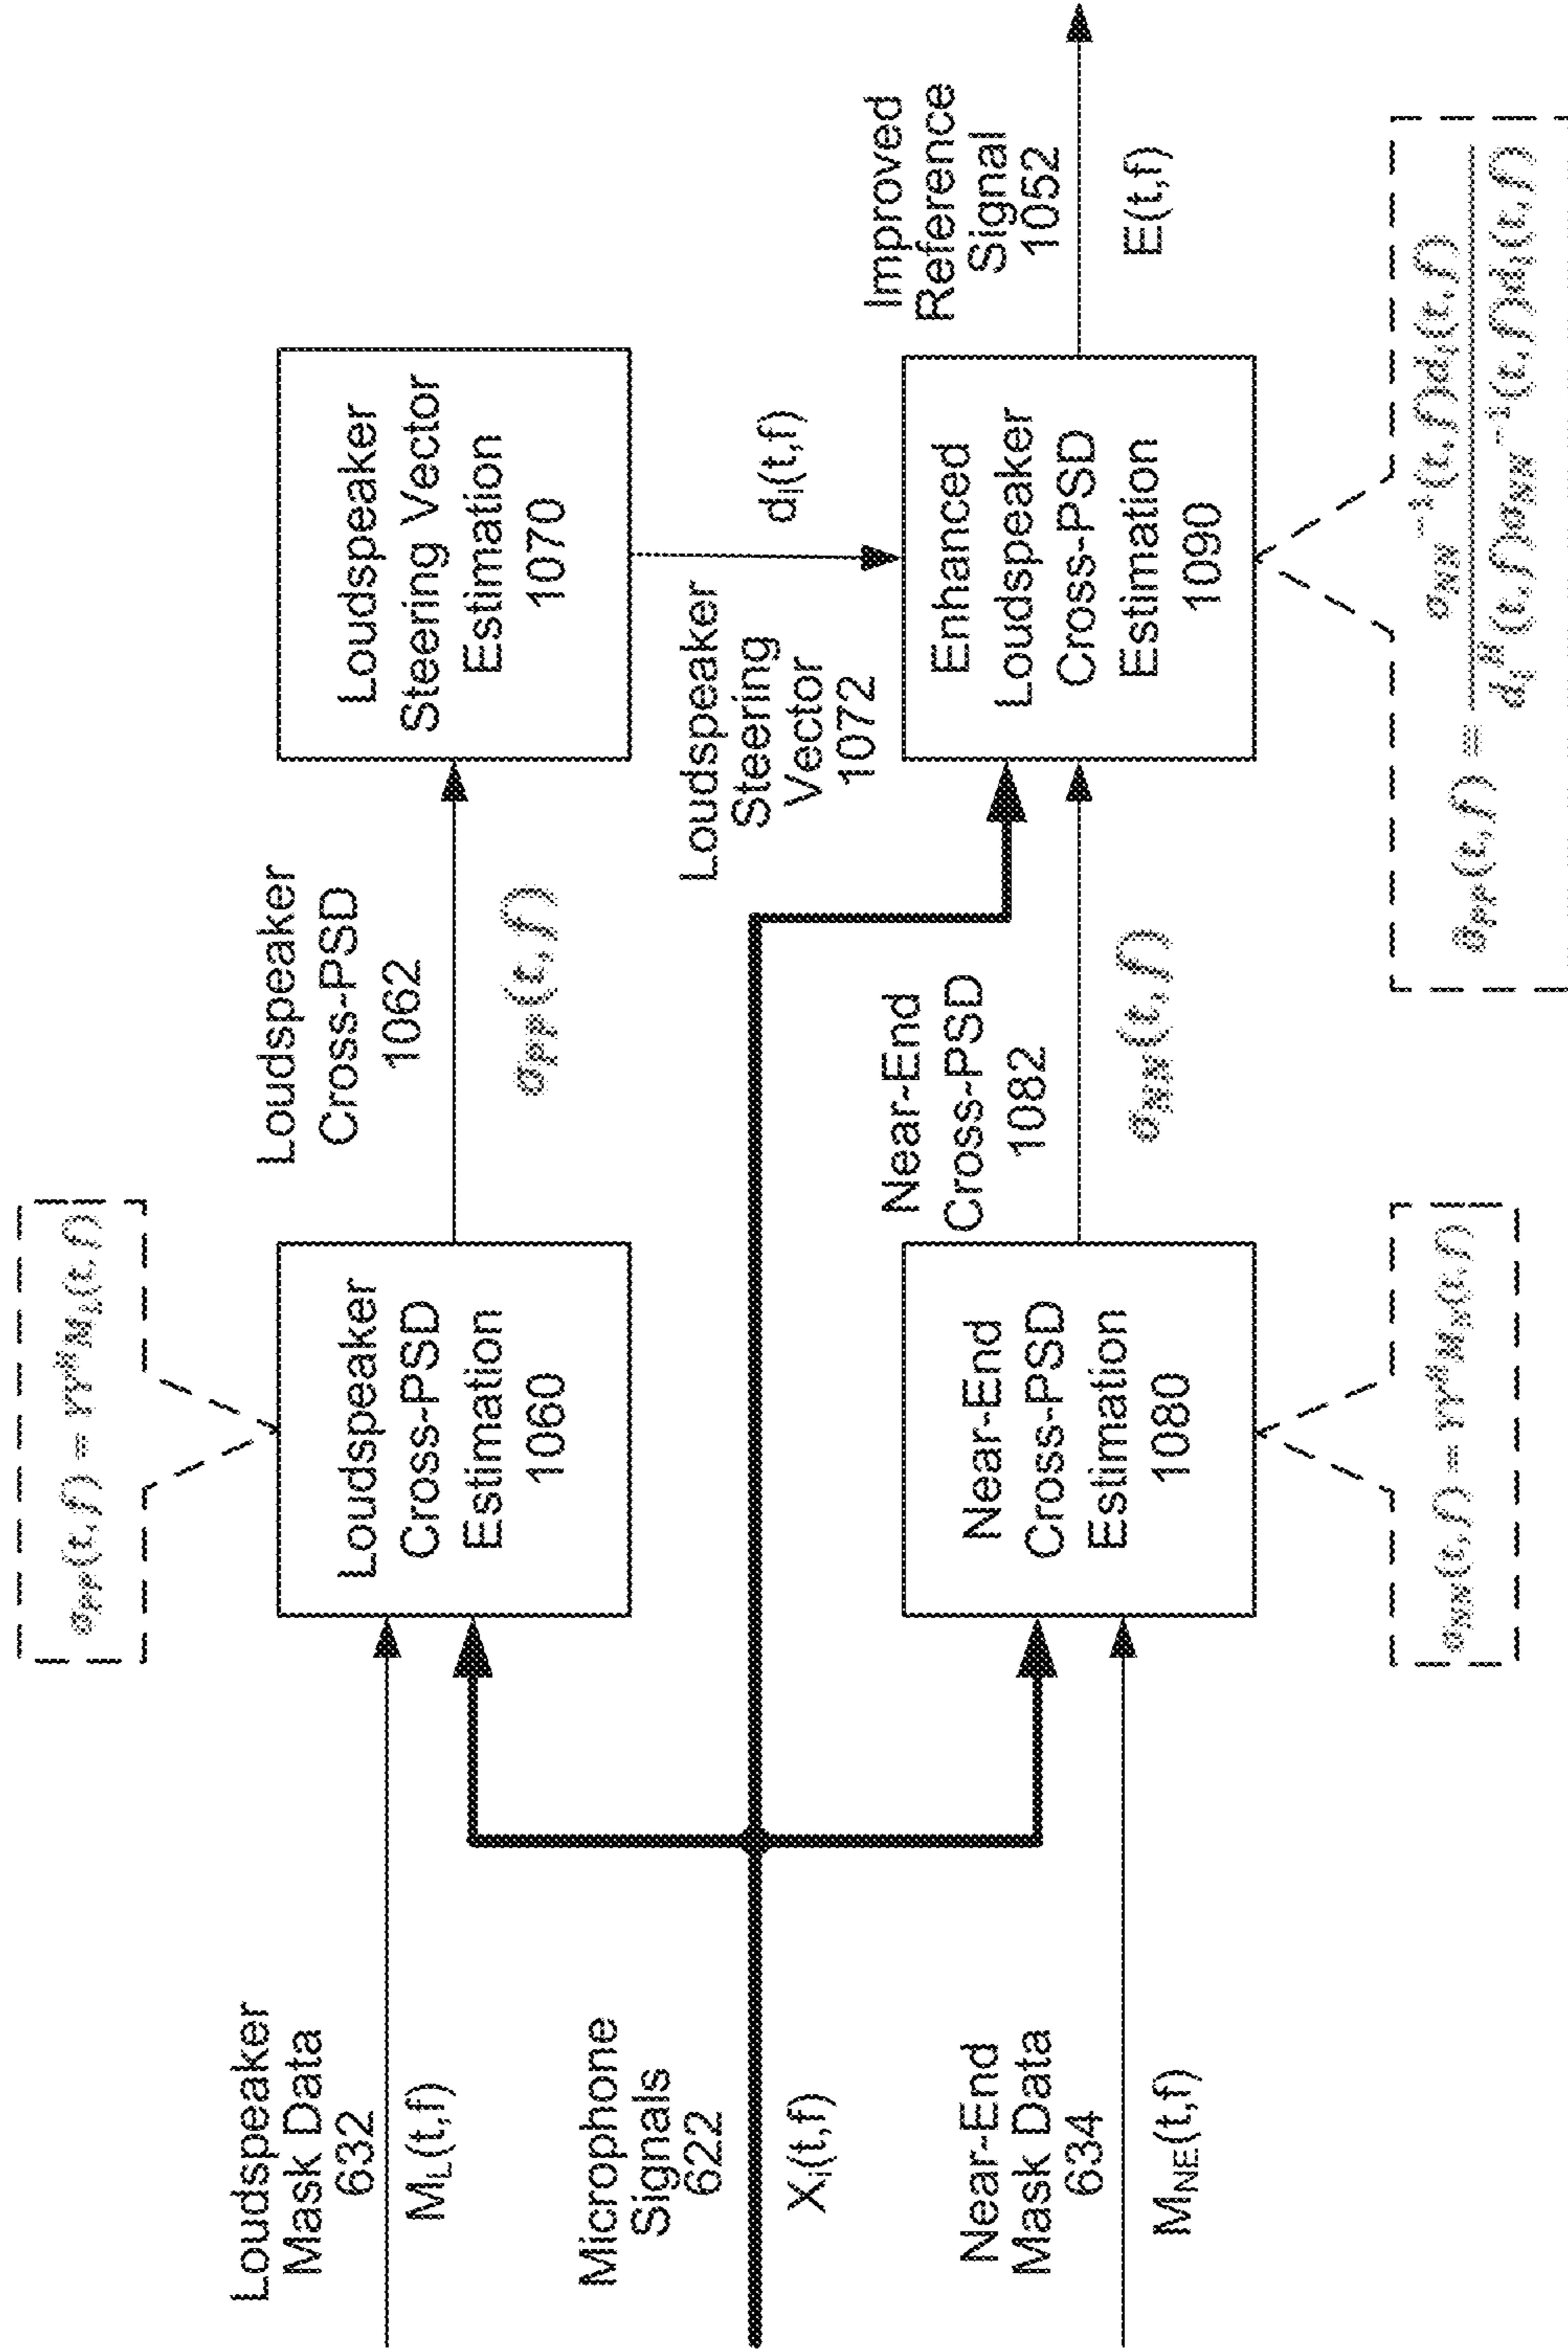 σ_PP(t,f) = YY^H M_L(t,f)
Loudspeaker
Mask Data
632
M_L(t,f)
Loudspeaker
Cross-PSD
Estimation
1060
Loudspeaker
Cross-PSD
1062
σ_PP(t,f)
Loudspeaker
Steering Vector
Estimation
1070
Microphone
Signals
622
X_i(t,f)
Loudspeaker
Steering
Vector
1072
d_l(t,f)
Near-End
Mask Data
634
M_NE(t,f)
Near-End
Cross-PSD
Estimation
1080
Near-End
Cross-PSD
1082
σ_NN(t,f)
Enhanced
Loudspeaker
Cross-PSD
Estimation
1090
Improved
Reference
Signal
1052
E(t,f)
σ_NN(t,f) = YY^H M_N(t,f)
σ_NN^-1(t,f)d_l(t,f)
σ̂_PP(t,f) =
d_l^H(t,f)σ_NN^-1(t,f)d_l(t,f)